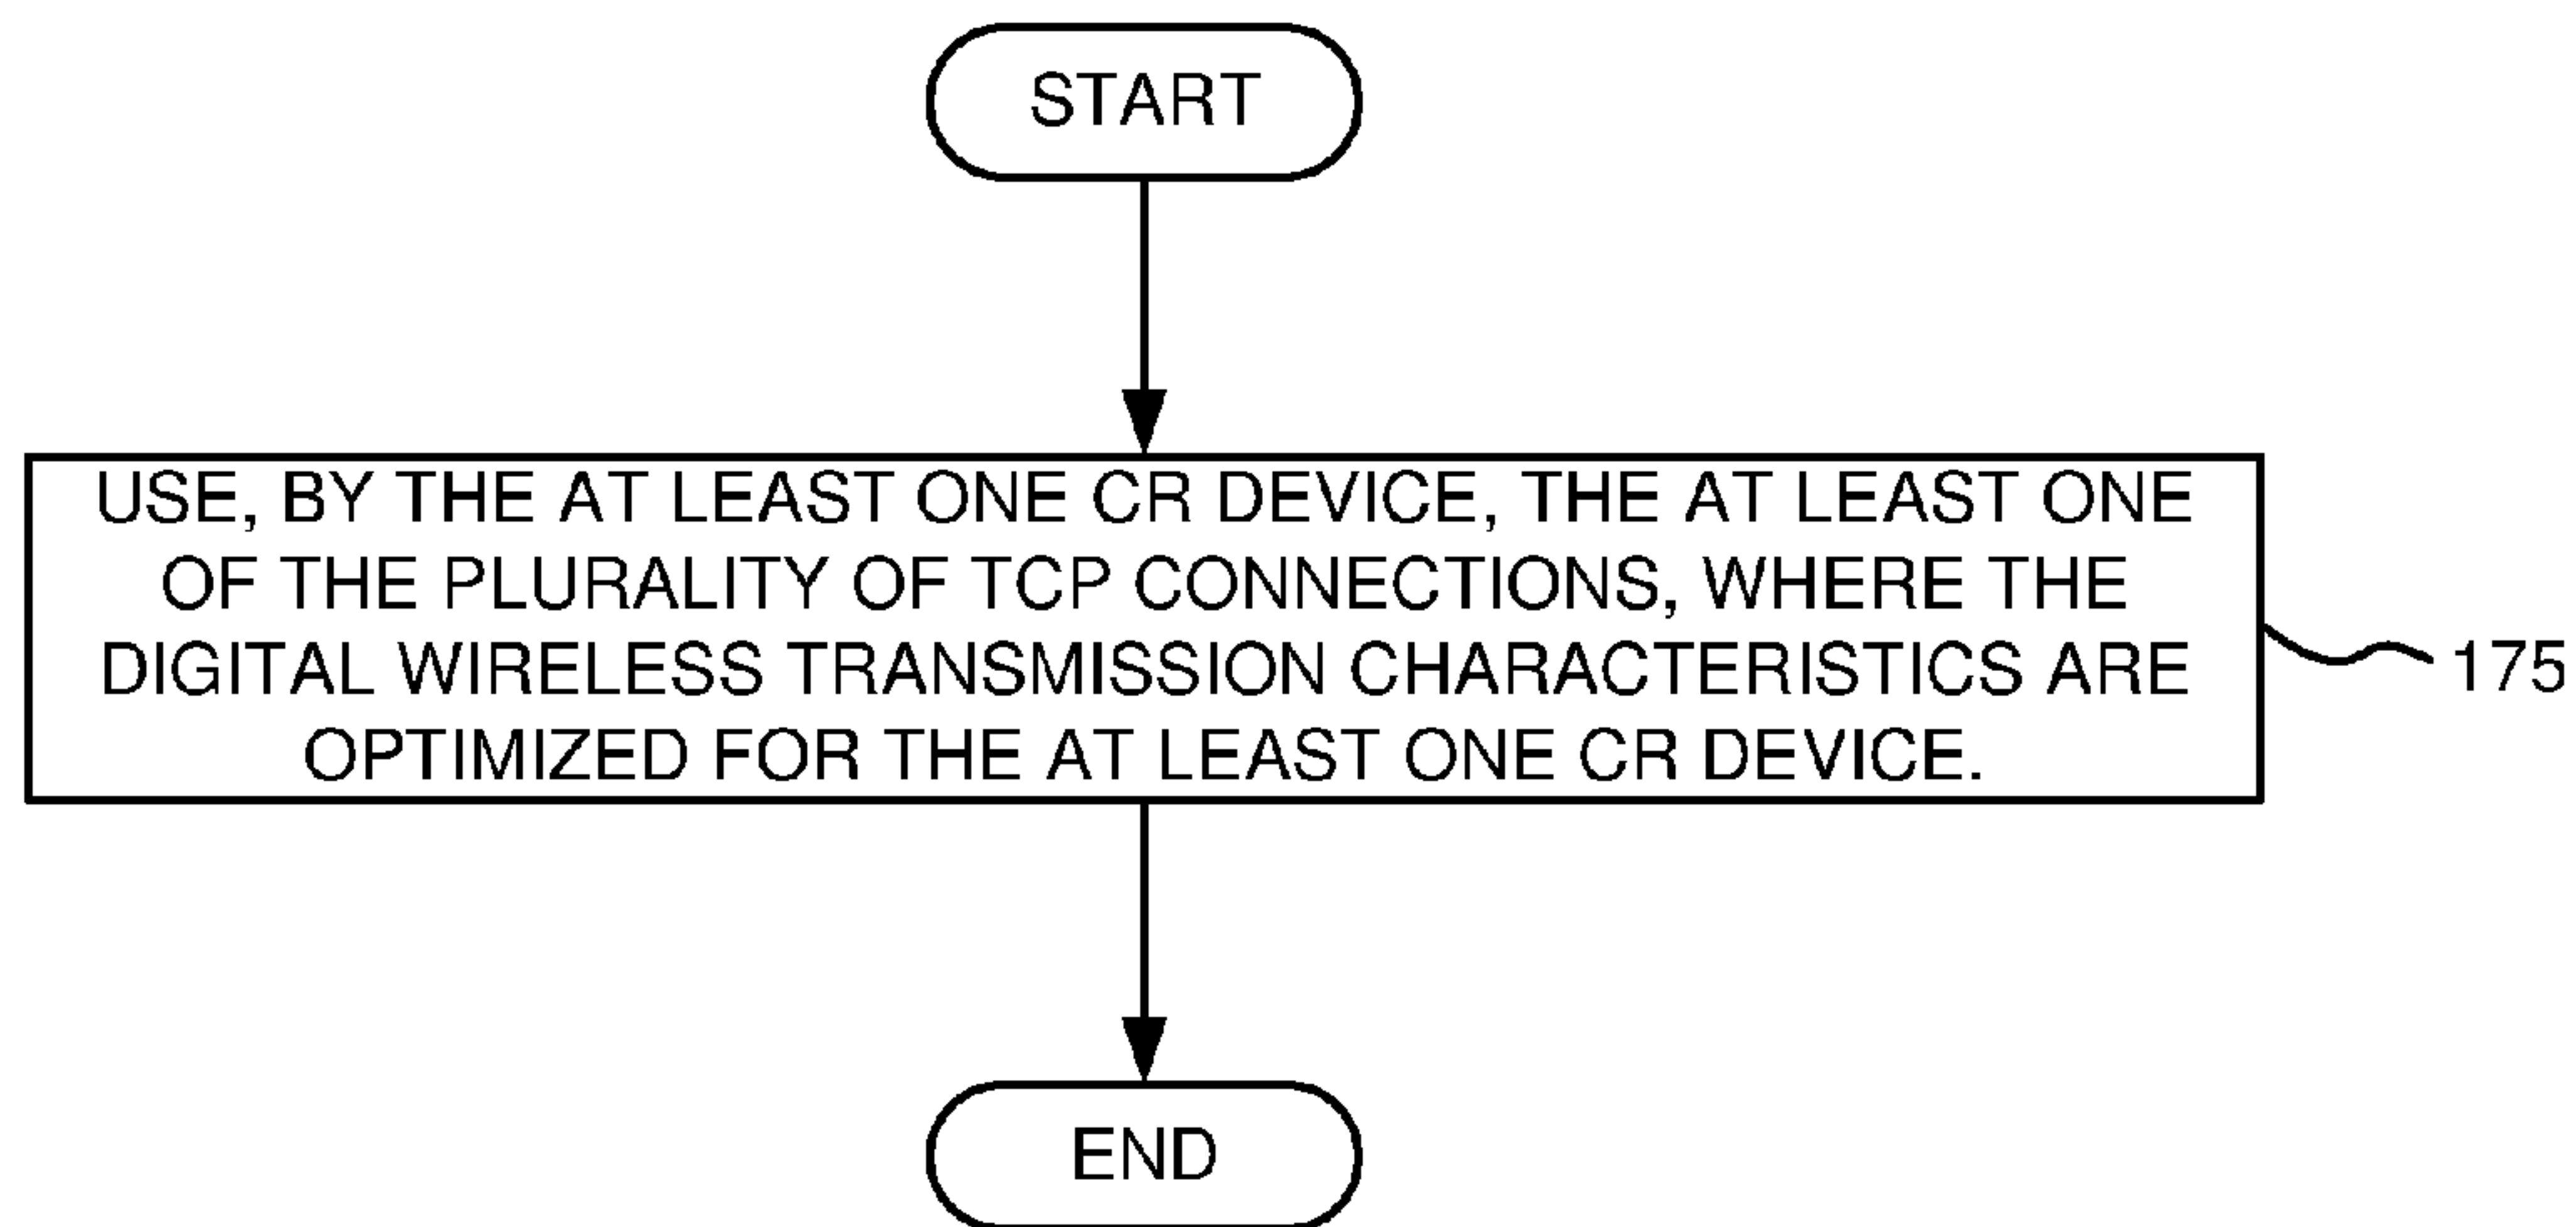 START
USE, BY THE AT LEAST ONE CR DEVICE, THE AT LEAST ONE
OF THE PLURALITY OF TCP CONNECTIONS, WHERE THE
DIGITAL WIRELESS TRANSMISSION CHARACTERISTICS ARE
OPTIMIZED FOR THE AT LEAST ONE CR DEVICE.
175
END